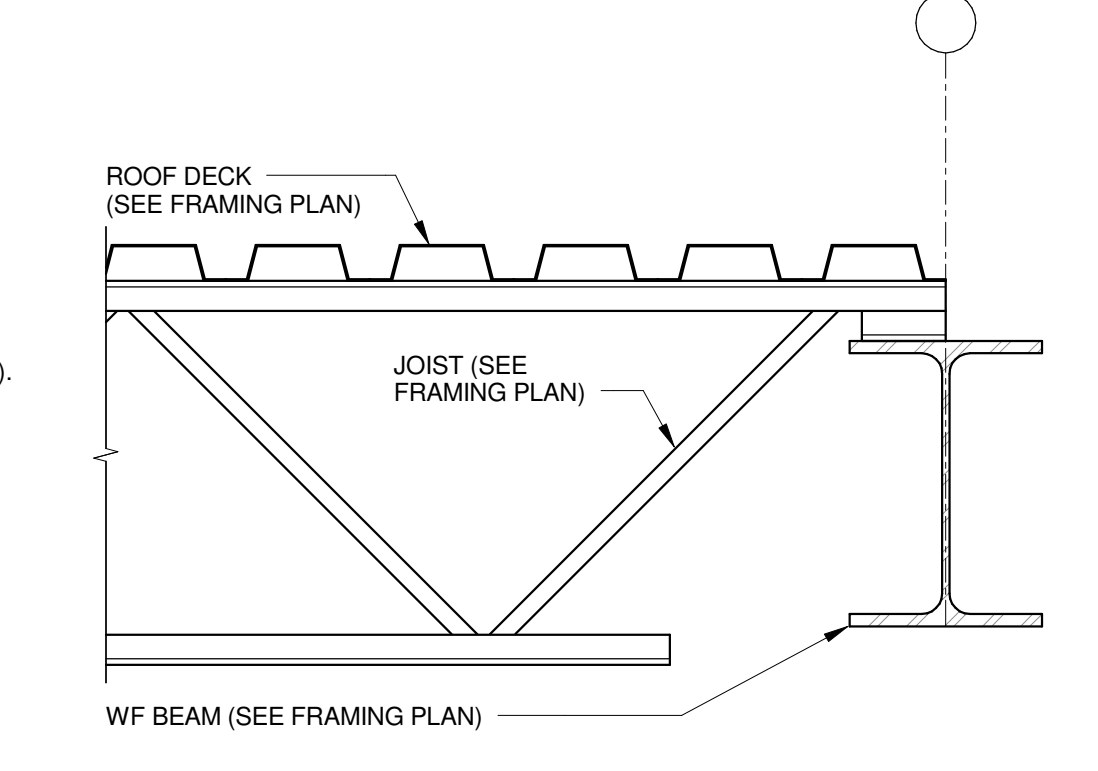 ROOF DECK
(SEE FRAMING PLAN)
JOIST (SEE
FRAMING PLAN)
).
WF BEAM (SEE FRAMING PLAN)